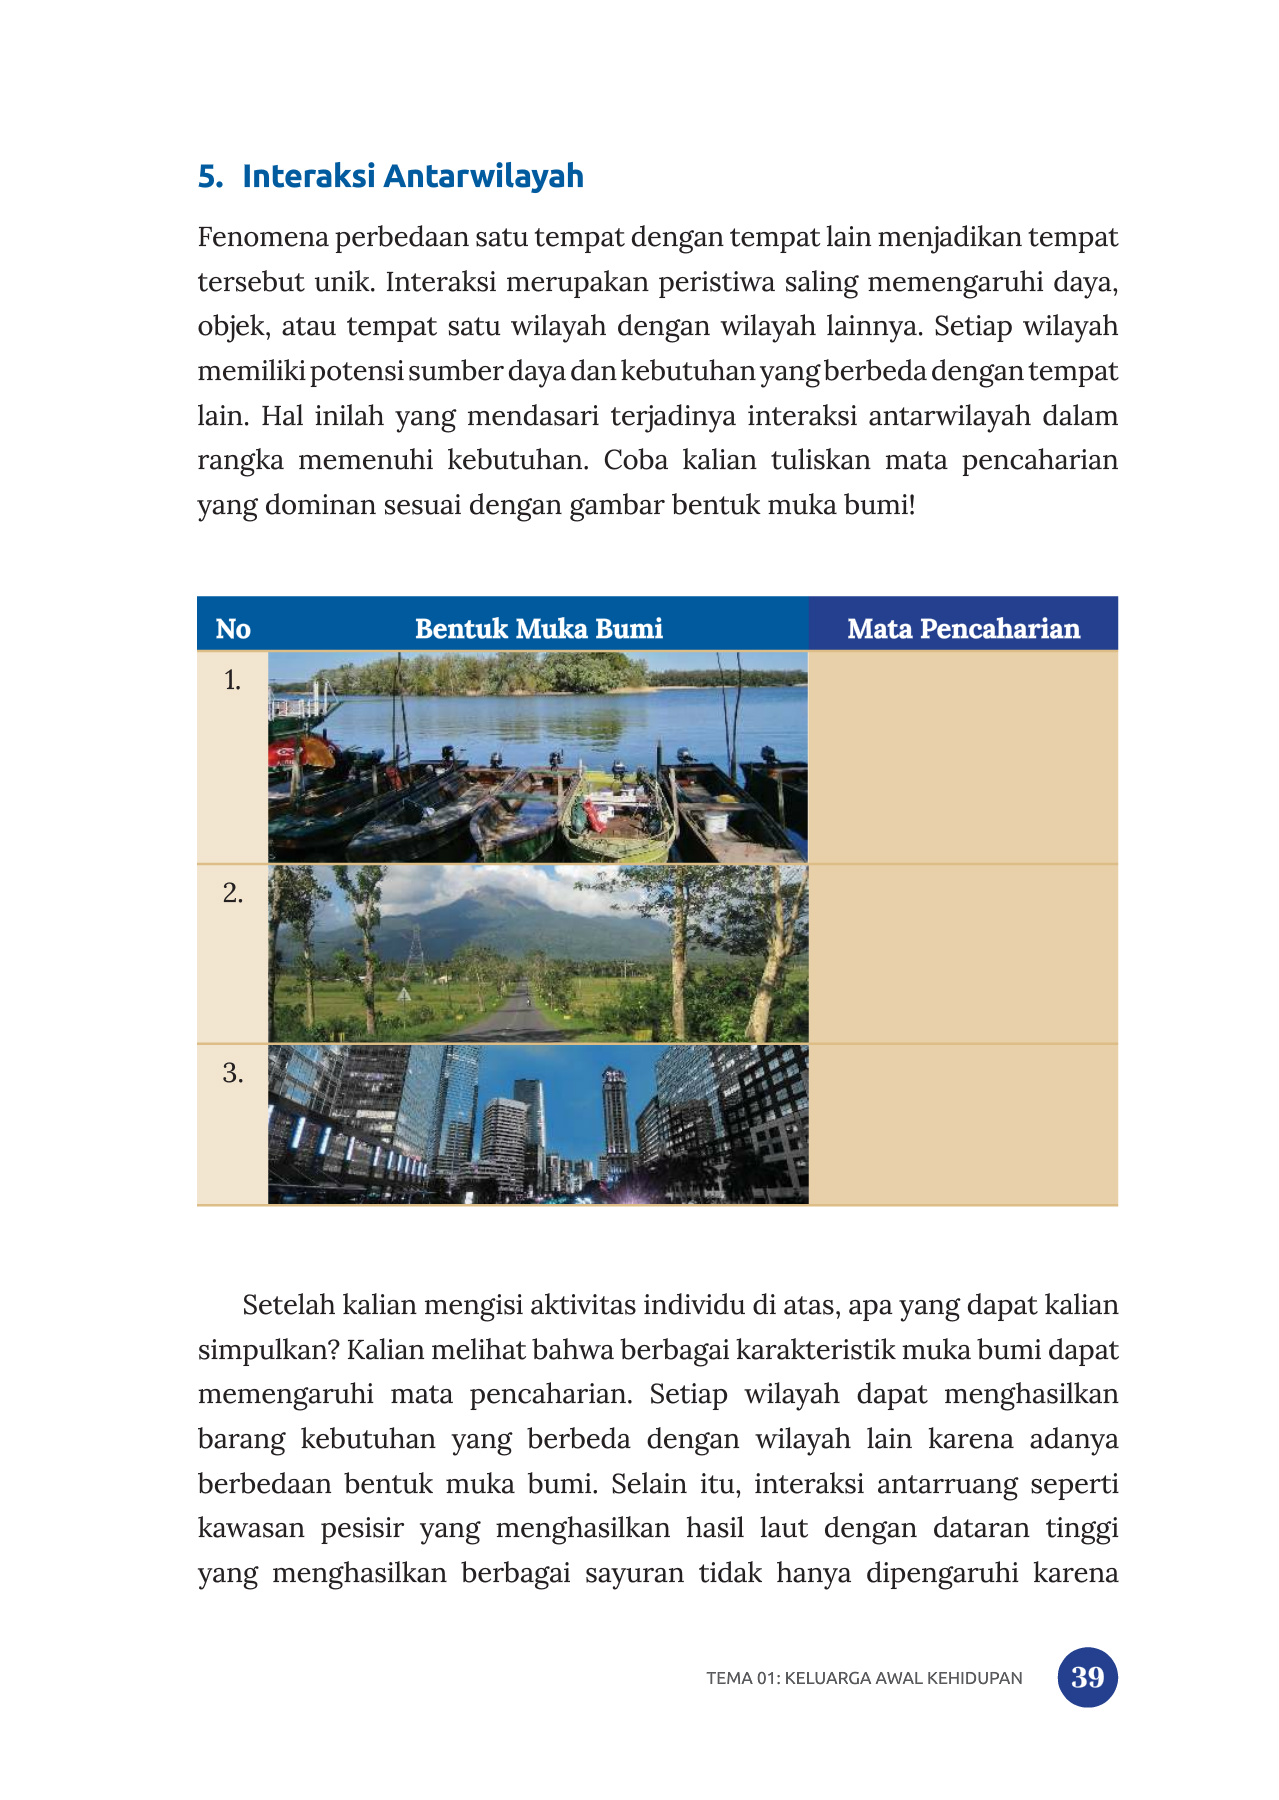 5. Interaksi Antarwilayah
Fenomena perbedaan satu tempat dengan tempat lain menjadikan tempat
tersebut unik. Interaksi merupakan peristiwa saling memengaruhi daya,
objek, atau tempat satu wilayah dengan wilayah lainnya. Setiap wilayah
memiliki potensi sumber daya dan kebutuhan yang berbeda dengan tempat
lain. Hal inilah yang mendasari terjadinya interaksi antarwilayah dalam
rangka memenuhi kebutuhan. Coba kalian tuliskan mata pencaharian
yang dominan sesuai dengan gambar bentuk muka bumi!
No Bentuk Muka Bumi Mata Pencaharian
1.
2.
3.
Setelah kalian mengisi aktivitas individu di atas, apa yang dapat kalian
simpulkan? Kalian melihat bahwa berbagai karakteristik muka bumi dapat
memengaruhi mata pencaharian. Setiap wilayah dapat menghasilkan
barang kebutuhan yang berbeda dengan wilayah lain karena adanya
berbedaan bentuk muka bumi. Selain itu, interaksi antarruang seperti
kawasan pesisir yang menghasilkan hasil laut dengan dataran tinggi
yang menghasilkan berbagai sayuran tidak hanya dipengaruhi karena
TEMA 01: KELUARGA AWAL KEHIDUPAN 39